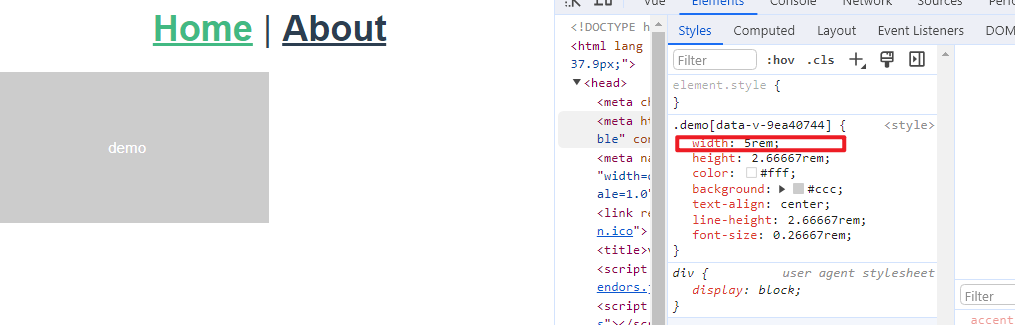 Home | About
demo
Vue
Elements
Console
Network
Sources
Styles
Computed
Layout
Event Listeners
DOM
Filter
:hov
.cls
<!DOCTYPE h
<html lang
37.9px;">
▼<head>
<meta ch
<meta ht
ble" con
<meta na
"width=d
ale=1.0"
<link re
n.ico">
<title>v
<script
endors.j
<script
s"></sc
element.style {
}
.demo[data-v-9ea40744] {
<style>
width: 5rem;
height: 2.66667rem;
color: #fff;
background: ▶ #ccc;
text-align: center;
line-height: 2.66667rem;
font-size: 0.26667rem;
}
div {
user agent stylesheet
display: block;
}
Filter
accent